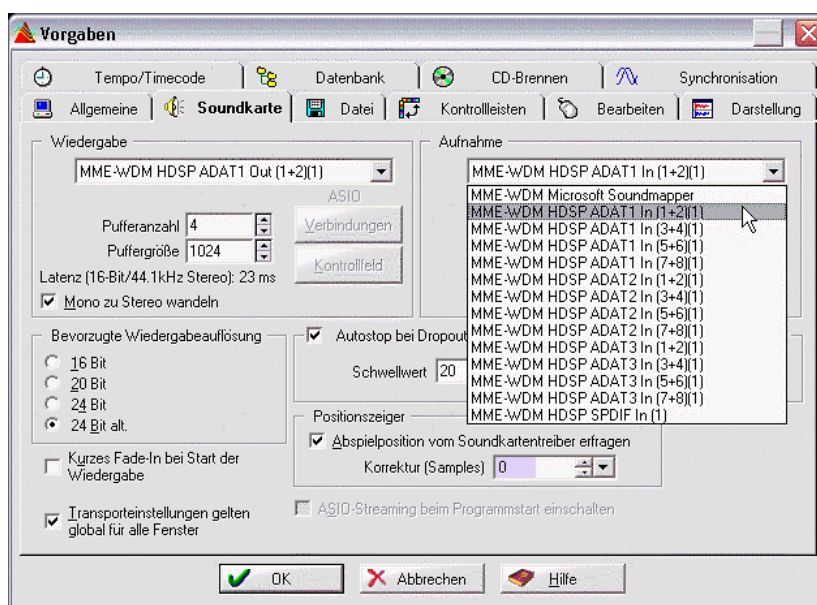 Vorgaben
Tempo/Timecode
Datenbank
CD-Brennen
Synchronisation
Allgemeine
Soundkarte
Datei
Kontrollleisten
Bearbeiten
Darstellung
Wiedergabe
MME-WDM HDSP ADAT1 Out (1+2)(1)
ASIO
Pufferanzahl 4
Verbindungen
Puffergröße 1024
Kontrollfeld
Latenz (16-Bit/44.1kHz Stereo): 23 ms
Mono zu Stereo wandeln
Aufnahme
MME-WDM HDSP ADAT1 In (1+2)(1)
MME-WDM Microsoft Soundmapper
MME-WDM HDSP ADAT1 In (1+2)(1)
MME-WDM HDSP ADAT1 In (3+4)(1)
MME-WDM HDSP ADAT1 In (5+6)(1)
MME-WDM HDSP ADAT1 In (7+8)(1)
MME-WDM HDSP ADAT2 In (1+2)(1)
MME-WDM HDSP ADAT2 In (3+4)(1)
MME-WDM HDSP ADAT2 In (5+6)(1)
MME-WDM HDSP ADAT2 In (7+8)(1)
MME-WDM HDSP ADAT3 In (1+2)(1)
MME-WDM HDSP ADAT3 In (3+4)(1)
MME-WDM HDSP ADAT3 In (5+6)(1)
MME-WDM HDSP ADAT3 In (7+8)(1)
MME-WDM HDSP SPDIF In (1)
Bevorzugte Wiedergabeauflösung
16 Bit
20 Bit
24 Bit
24 Bit alt.
Autostop bei Dropout
Schwellwert 20
Positionszeiger
Abspielposition vom Soundkartentreiber erfragen
Korrektur (Samples) 0
Kurzes Fade-In bei Start der
Wiedergabe
Transporteinstellungen gelten
global für alle Fenster
ASIO-Streaming beim Programmstart einschalten
OK
Abbrechen
Hilfe